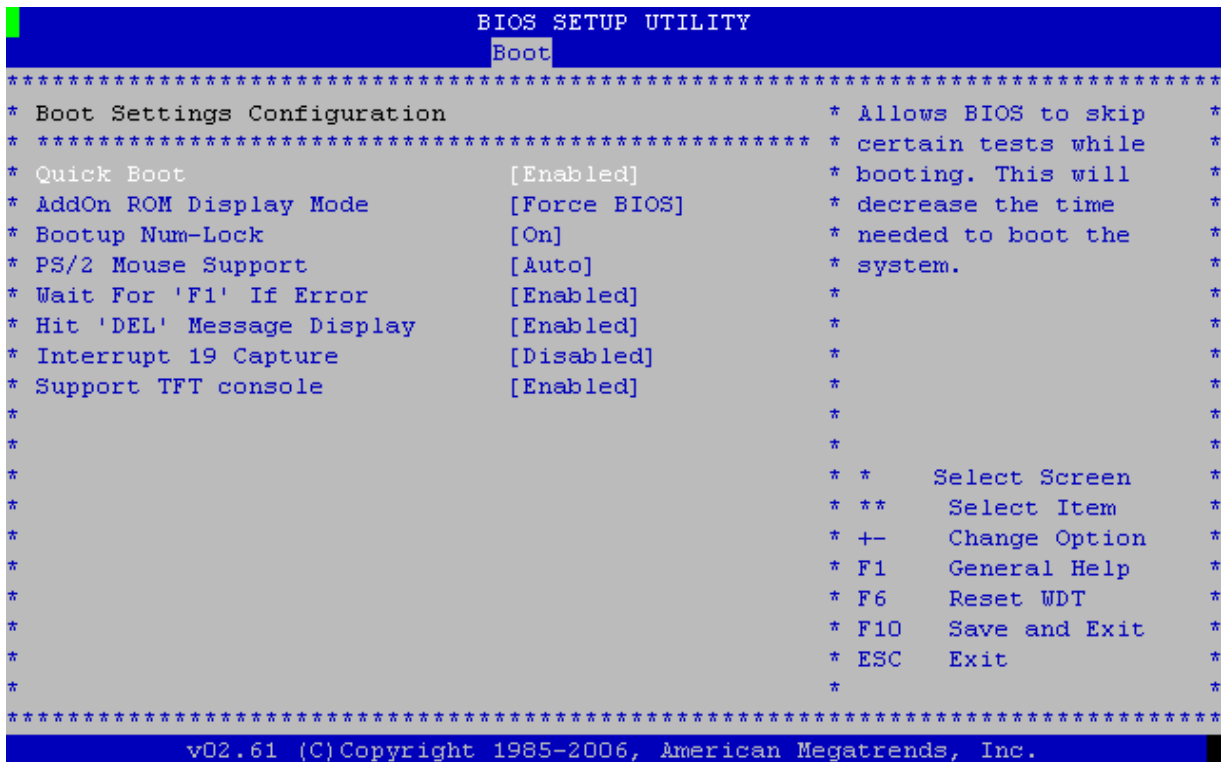 BIOS SETUP UTILITY
Boot
********************************************************************************
* Boot Settings Configuration * Allows BIOS to skip *
* *************************************************** * certain tests while *
* Quick Boot [Enabled] * booting. This will *
* AddOn ROM Display Mode [Force BIOS] * decrease the time *
* Bootup Num-Lock [On] * needed to boot the *
* PS/2 Mouse Support [Auto] * system. *
* Wait For 'F1' If Error [Enabled] * *
* Hit 'DEL' Message Display [Enabled] * *
* Interrupt 19 Capture [Disabled] * *
* Support TFT console [Enabled] * *
* * *
* * *
* * * Select Screen *
* * ** Select Item *
* * +- Change Option *
* * F1 General Help *
* * F6 Reset WDT *
* * F10 Save and Exit *
* * ESC Exit *
* * *
********************************************************************************
v02.61 (C)Copyright 1985-2006, American Megatrends, Inc.